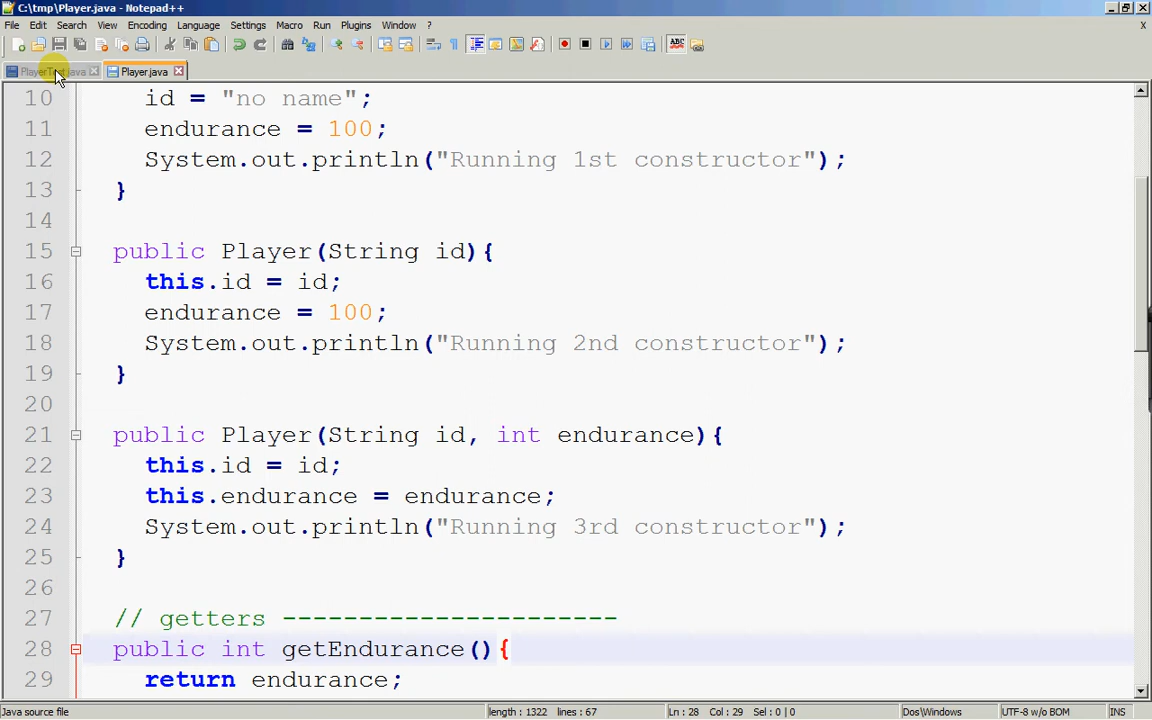 C:\tmp\Player.java - Notepad++
File Edit Search View Encoding Language Settings Macro Run Plugins Window ? X
PlayerTest.java Player.java
10 id = "no name";
11 endurance = 100;
12 System.out.println("Running 1st constructor");
13 }
14
15 public Player(String id){
16 this.id = id;
17 endurance = 100;
18 System.out.println("Running 2nd constructor");
19 }
20
21 public Player(String id, int endurance){
22 this.id = id;
23 this.endurance = endurance;
24 System.out.println("Running 3rd constructor");
25 }
26
27 // getters ----------------------
28 public int getEndurance(){
29 return endurance;
Java source file length : 1322 lines : 67 Ln : 28 Col : 29 Sel : 0 | 0 Dos\Windows UTF-8 w/o BOM INS